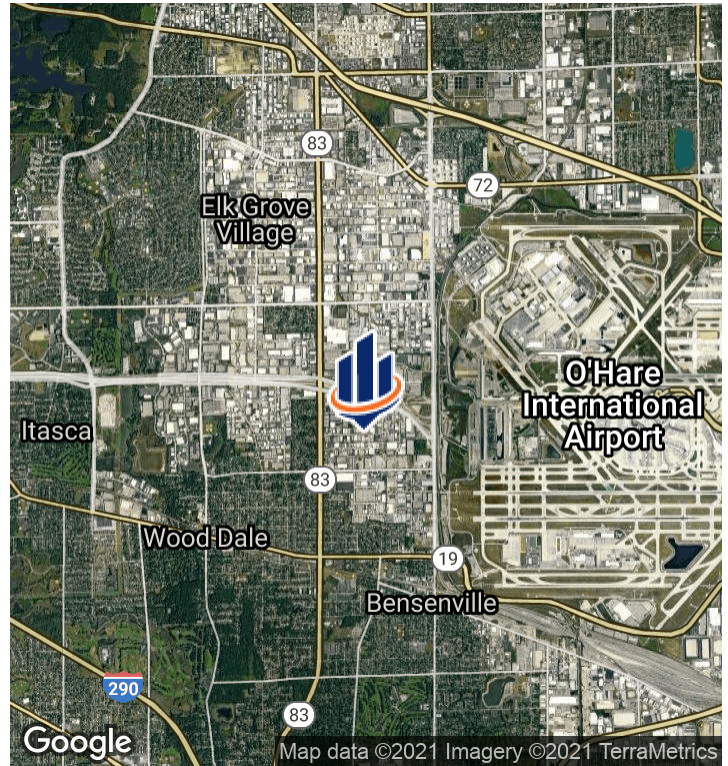 83
72
Elk Grove
Village
O'Hare
International
Airport
Itasca
83
Wood Dale
19
Bensenville
290
83
Google
Map data ©2021 Imagery ©2021 TerraMetrics